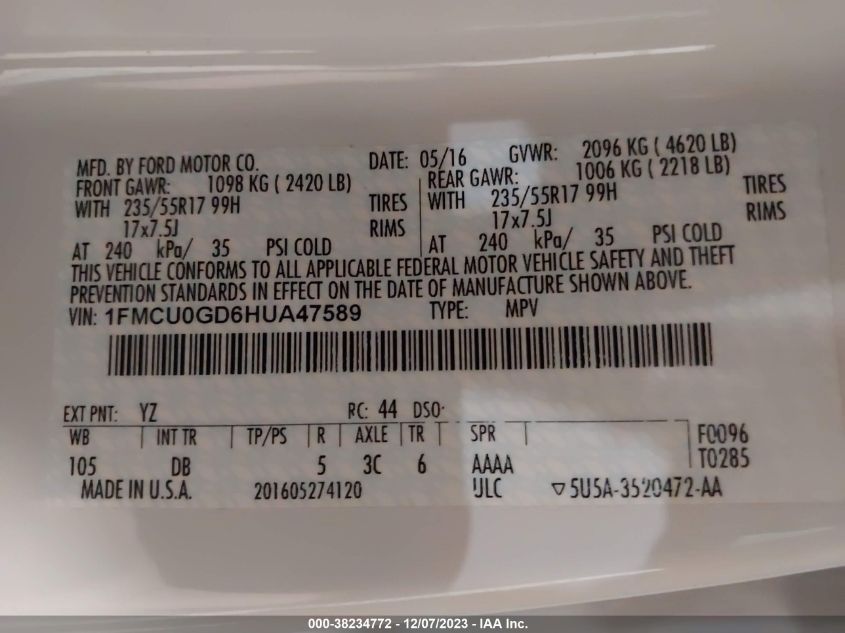 MFD. BY FORD MOTOR CO. DATE: 05/16 GVWR: 2096 KG ( 4620 LB)
FRONT GAWR: 1098 KG ( 2420 LB) REAR GAWR: 1006 KG ( 2218 LB)
WITH 235/55R17 99H TIRES WITH 235/55R17 99H TIRES
17x7.5J RIMS 17x7.5J RIMS
AT 240 kPa/ 35 PSI COLD AT 240 kPa/ 35 PSI COLD
THIS VEHICLE CONFORMS TO ALL APPLICABLE FEDERAL MOTOR VEHICLE SAFETY AND THEFT
PREVENTION STANDARDS IN EFFECT ON THE DATE OF MANUFACTURE SHOWN ABOVE.
VIN: 1FMCU0GD6HUA47589 TYPE: MPV
EXT PNT: YZ RC: 44 DSO:
WB INT TR TP/PS R AXLE TR SPR F0096
105 DB 5 3C 6 AAAA T0285
MADE IN U.S.A. 201605274120 ULC ▽5U5A-3520472-AA
000-38234772 - 12/07/2023 - IAA Inc.